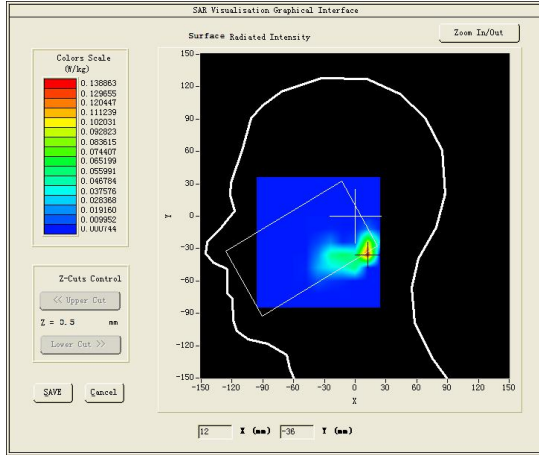 SAR Visualisation Graphical Interface
Surface Radiated Intensity
Zoom In/Out
Colors Scale
(W/kg)
0.138863
0.129655
0.120447
0.111239
0.102031
0.092823
0.083615
0.074407
0.065199
0.055991
0.046784
0.037576
0.028368
0.019160
0.009952
0.000744
150
120
90
60
30
0
-30
-60
-90
-120
-150
Y
-150 -120 -90 -60 -30 0 30 60 90 120 150
X
Z-Cuts Control
<< Upper Cut
Z = 3.5 mm
Lower Cut >>
SAVE Cancel
12 X (mm) -36 Y (mm)